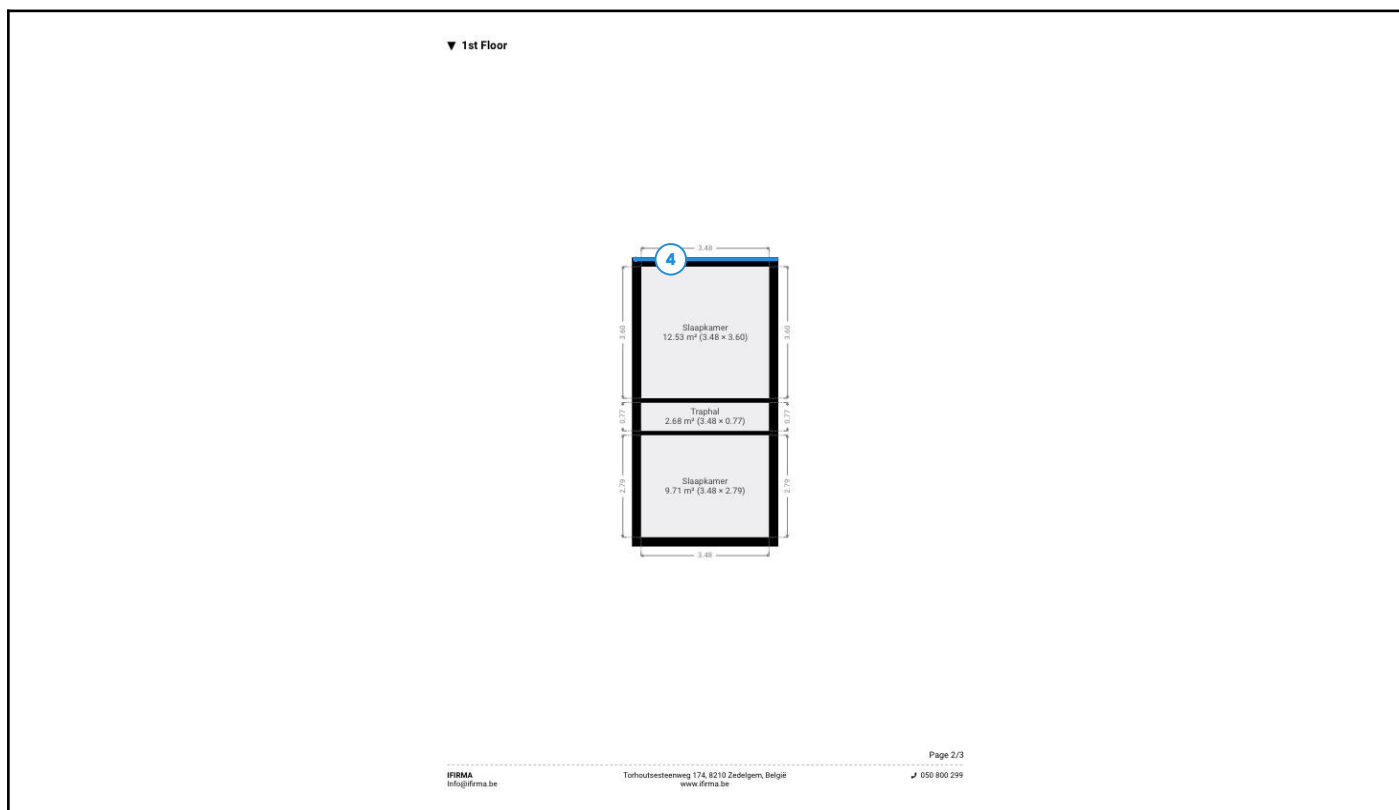 ▼ 1st Floor
3.48
4
3.60
Slaapkamer
12.53 m² (3.48 × 3.60)
3.60
0.77
Traphal
2.68 m² (3.48 × 0.77)
0.77
2.79
Slaapkamer
9.71 m² (3.48 × 2.79)
2.79
3.48
Page 2/3
IFIRMA
Info@ifirma.be
Torhoutsesteenweg 174, 8210 Zedelgem, België
www.ifirma.be
050 800 299